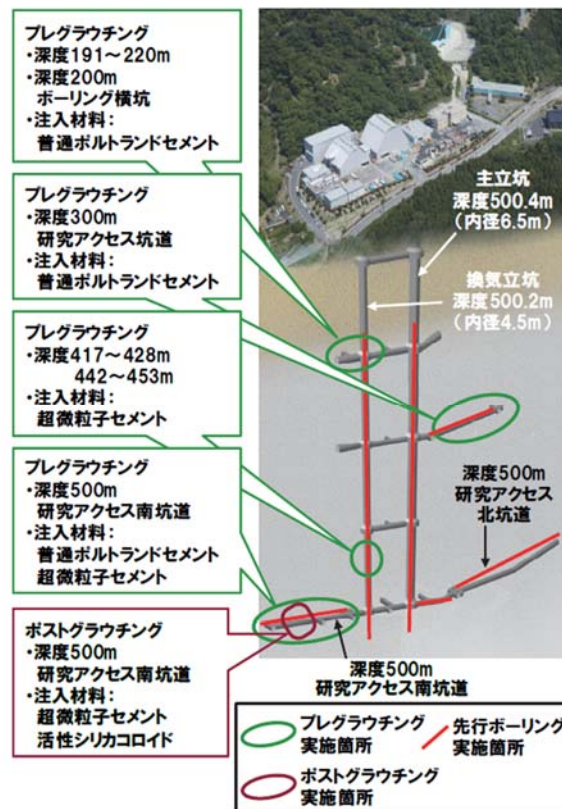 プレグラウチング
・深度191～220m
・深度200m
ボーリング横坑
・注入材料：
普通ポルトランドセメント
プレグラウチング
・深度300m
研究アクセス坑道
・注入材料：
普通ポルトランドセメント
プレグラウチング
・深度417～428m
442～453m
・注入材料：
超微粒子セメント
プレグラウチング
・深度500m
研究アクセス南坑道
・注入材料：
普通ポルトランドセメント
超微粒子セメント
ポストグラウチング
・深度500m
研究アクセス南坑道
・注入材料：
超微粒子セメント
活性シリカコロイド
主立坑
深度500.4m
（内径6.5m）
換気立坑
深度500.2m
（内径4.5m）
深度500m
研究アクセス
北坑道
深度500m
研究アクセス南坑道
プレグラウチング
実施箇所
先行ボーリング
実施箇所
ポストグラウチング
実施箇所